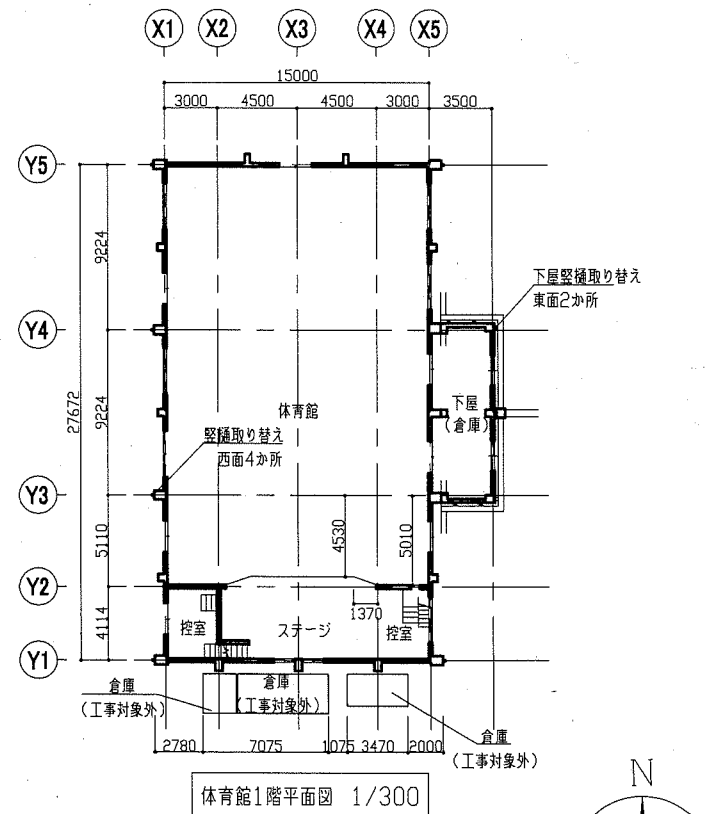 X1 X2 X3 X4 X5
15000
3000 4500 4500 3000 3500
Y5
9224
下屋竪樋取り替え
東面2か所
Y4
27672
9224
体育館
下屋
(倉庫)
竪樋取り替え
西面4か所
Y3
5110
4530
5010
Y2
1370
4114
控室
ステージ
控室
Y1
倉庫
(工事対象外)
倉庫
(工事対象外)
倉庫
(工事対象外)
2780 7075 1075 3470 2000
体育館1階平面図 1/300
N